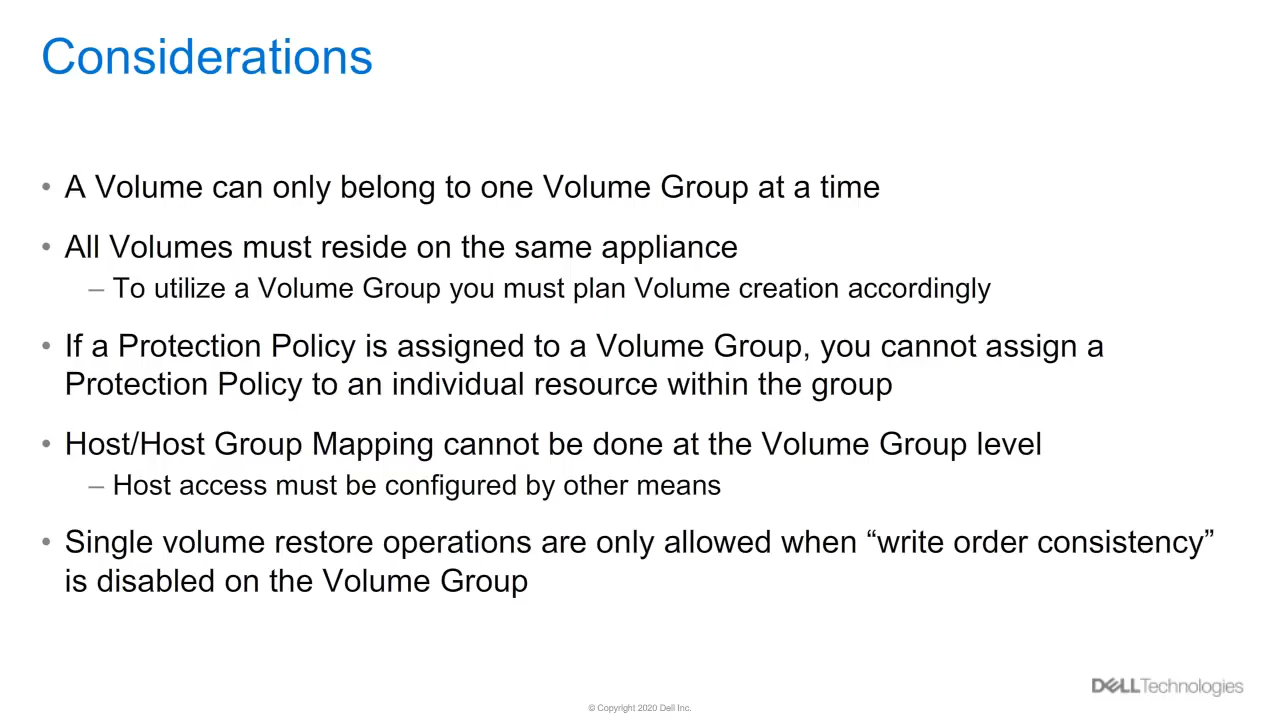 Considerations
• A Volume can only belong to one Volume Group at a time
• All Volumes must reside on the same appliance
– To utilize a Volume Group you must plan Volume creation accordingly
• If a Protection Policy is assigned to a Volume Group, you cannot assign a
Protection Policy to an individual resource within the group
• Host/Host Group Mapping cannot be done at the Volume Group level
– Host access must be configured by other means
• Single volume restore operations are only allowed when “write order consistency”
is disabled on the Volume Group
DELLTechnologies
© Copyright 2020 Dell Inc.